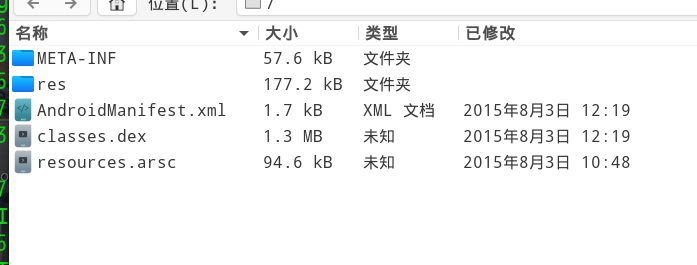 位置(L): /
名称 大小 类型 已修改
META-INF 57.6 kB 文件夹
res 177.2 kB 文件夹
AndroidManifest.xml 1.7 kB XML 文档 2015年8月3日 12:19
classes.dex 1.3 MB 未知 2015年8月3日 12:19
resources.arsc 94.6 kB 未知 2015年8月3日 10:48